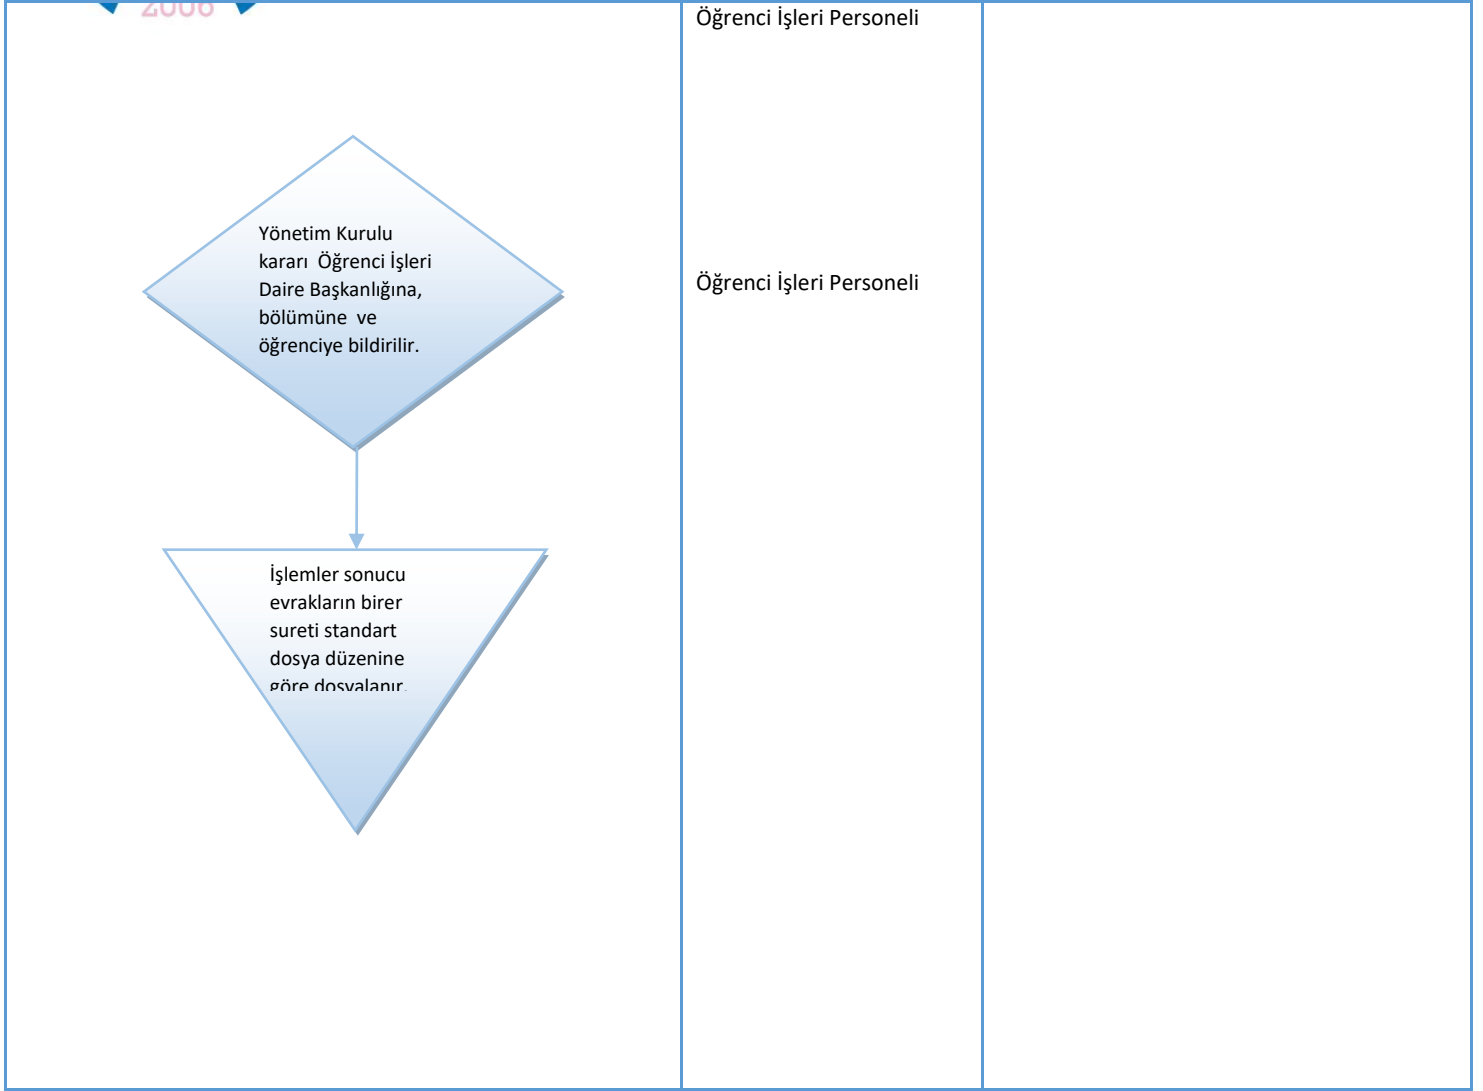 2006
Öğrenci İşleri Personeli
Yönetim Kurulu
kararı Öğrenci İşleri
Daire Başkanlığına,
bölümüne ve
öğrenciye bildirilir.
Öğrenci İşleri Personeli
İşlemler sonucu
evrakların birer
sureti standart
dosya düzenine
göre dosyalanır.